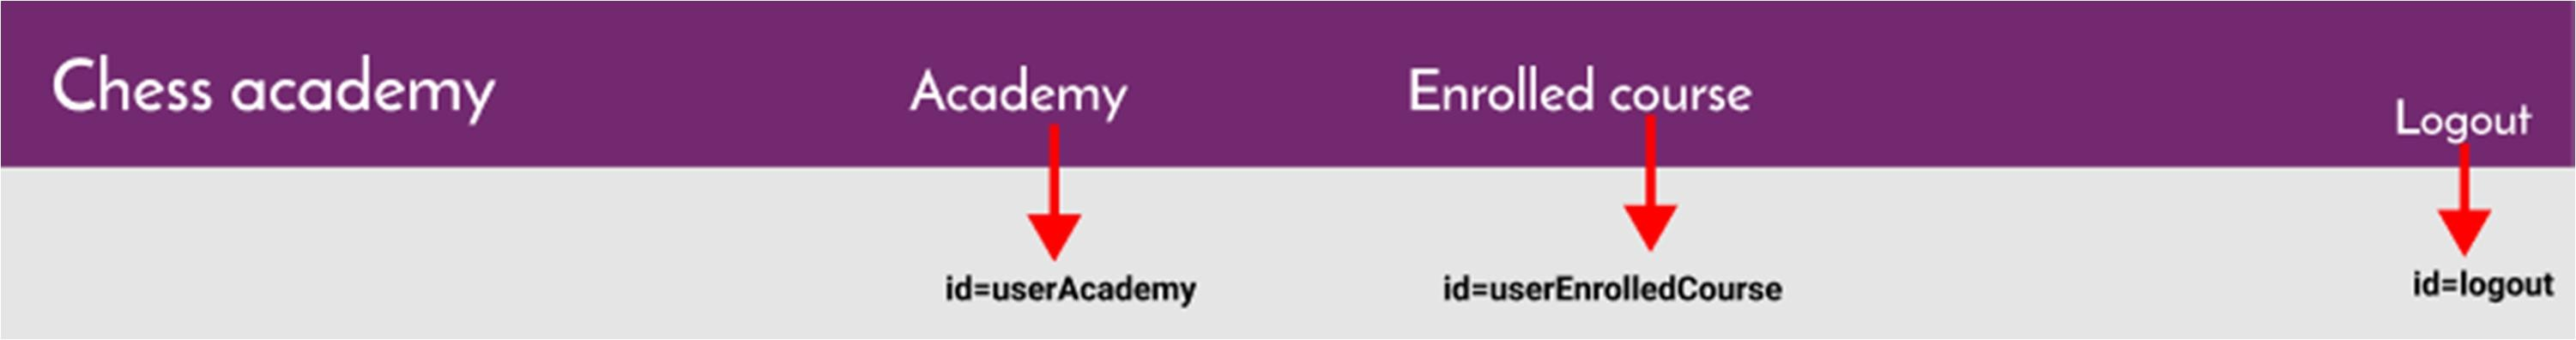 Chess academy
Academy
Enrolled course
Logout
id=userAcademy
id=userEnrolledCourse
id=logout